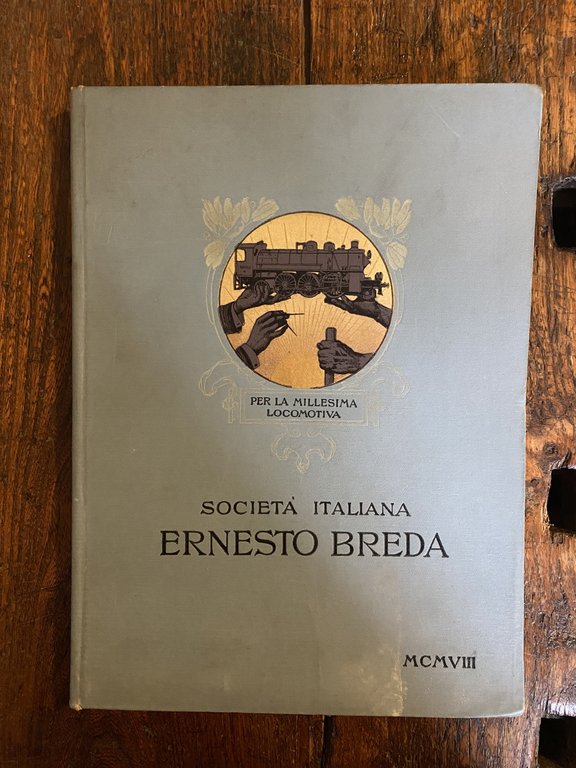 PER LA MILLESIMA
LOCOMOTIVA
SOCIETÀ ITALIANA
ERNESTO BREDA
MCMVIII